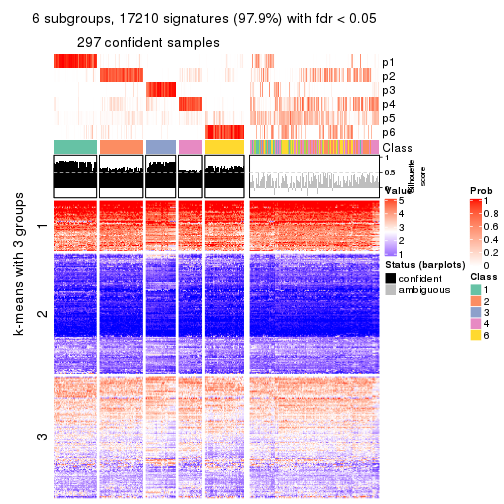 6 subgroups, 17210 signatures (97.9%) with fdr < 0.05
297 confident samples
p1
p2
p3
p4
p5
p6
Class
1
0.5
0
Silhouette
score
k-means with 3 groups
1
2
3
Value
5
4
3
2
1
Status (barplots)
confident
ambiguous
Prob
1
0.8
0.6
0.4
0.2
0
Class
1
2
3
4
6